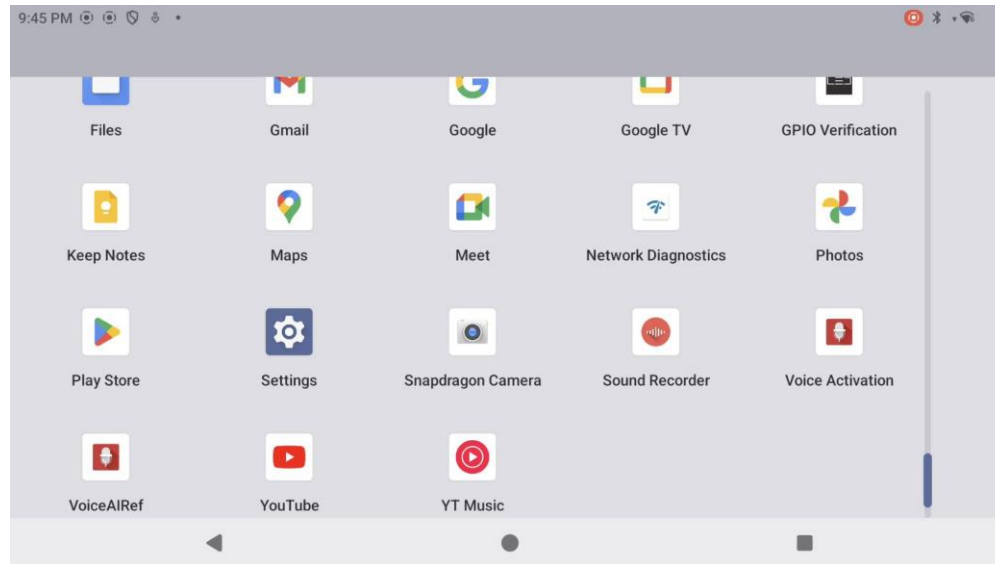 9:45 PM
Files Gmail Google Google TV GPIO Verification
Keep Notes Maps Meet Network Diagnostics Photos
Play Store Settings Snapdragon Camera Sound Recorder Voice Activation
VoiceAIRef YouTube YT Music